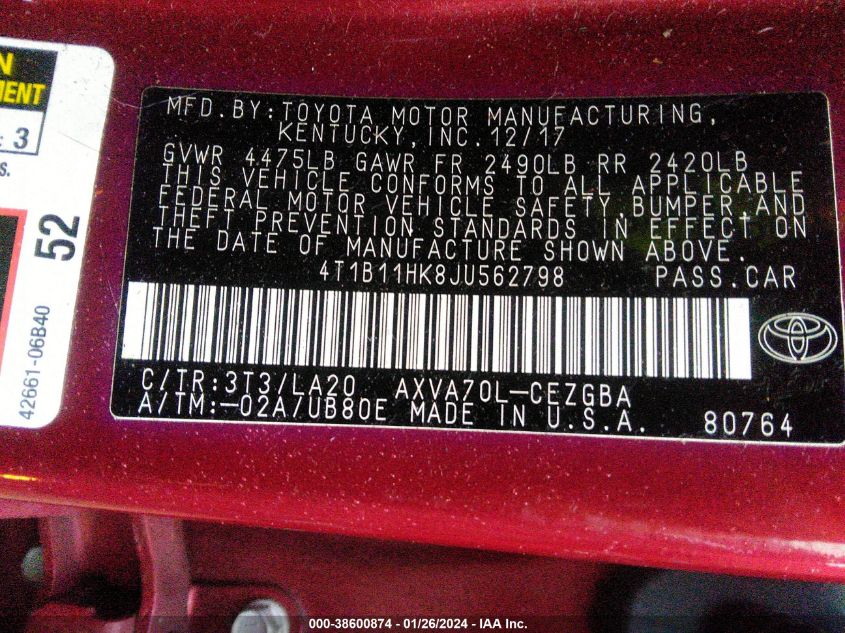 N
MENT
: 3
S.
52
42661-06B40
MFD.BY:TOYOTA MOTOR MANUFACTURING,
KENTUCKY,INC.12/17
GVWR 4475LB GAWR FR 2490LB RR 2420LB
THIS VEHICLE CONFORMS TO ALL APPLICABLE
FEDERAL MOTOR VEHICLE SAFETY,BUMPER,AND
THEFT PREVENTION STANDARDS IN EFFECT ON
THE DATE OF MANUFACTURE SHOWN ABOVE.
4T1B11HK8JU562798 PASS.CAR
C/TR:3T3/LA20 AXVA70L-CEZGBA
A/TM:-02A/UB80E MADE IN U.S.A. 80764
000-38600874 - 01/26/2024 - IAA Inc.